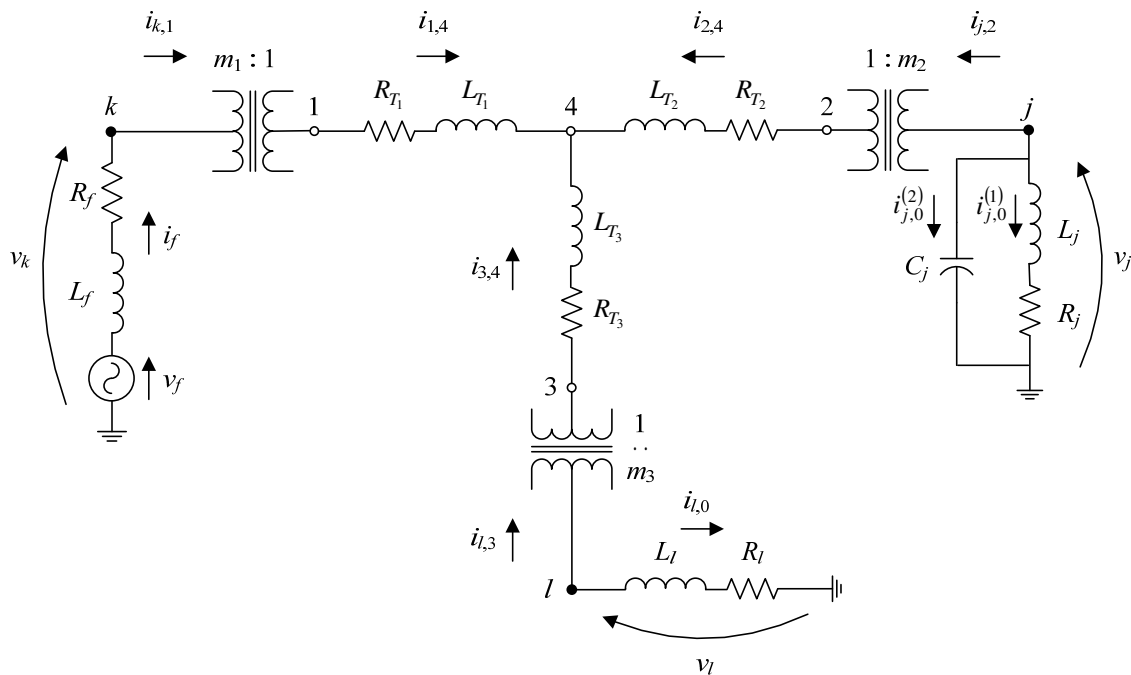 i_{k,1}
i_{1,4}
i_{2,4}
i_{j,2}
m_1 : 1
1 : m_2
k
1
R_{T_1}
L_{T_1}
4
L_{T_2}
R_{T_2}
2
j
R_f
i_f
v_k
L_f
v_f
L_{T_3}
i_{3,4}
R_{T_3}
i_{j,0}^{(2)}
i_{j,0}^{(1)}
L_j
C_j
v_j
R_j
3
1
..
m_3
i_{l,3}
i_{l,0}
L_l
R_l
l
v_l